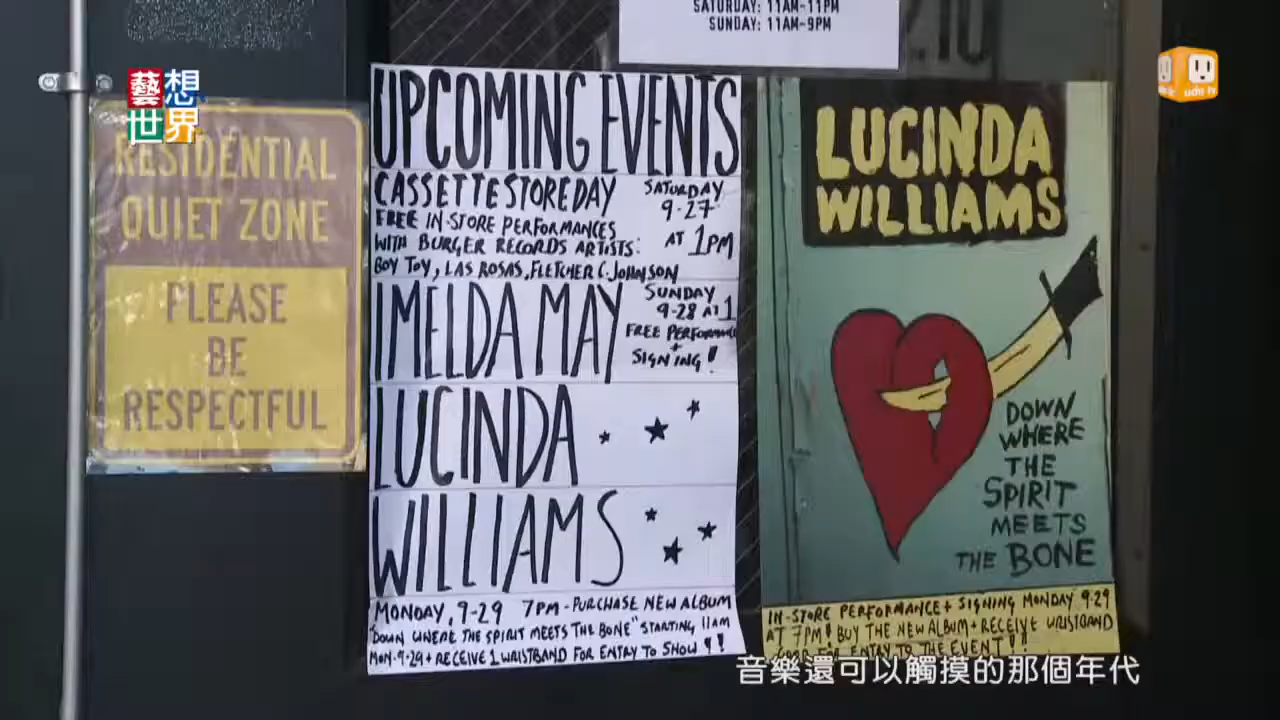 SATURDAY: 11AM-11PM
SUNDAY: 11AM-9PM
藝想
世界
udn tv
RESIDENTIAL
QUIET ZONE
PLEASE
BE
RESPECTFUL
UPCOMING EVENTS
CASSETTE STORE DAY
SATURDAY
9-27
AT 1PM
FREE IN-STORE PERFORMANCES
WITH BURGER RECORDS ARTISTS:
BOY TOY, LAS ROSAS, FLETCHER C. JOHNSON
IMELDA MAY
SUNDAY
9-28 AT 1
FREE PERFORMANCE
+
SIGNING!
LUCINDA
WILLIAMS
MONDAY, 9-29 7PM - PURCHASE NEW ALBUM
"DOWN WHERE THE SPIRIT MEETS THE BONE" STARTING 11AM
MON. 9-29 + RECEIVE 1 WRISTBAND FOR ENTRY TO SHOW!!
LUCINDA
WILLIAMS
DOWN
WHERE
THE
SPIRIT
MEETS
THE BONE
IN-STORE PERFORMANCE + SIGNING MONDAY 9.29
AT 7PM! BUY THE NEW ALBUM + RECEIVE WRISTBAND
GOOD FOR ENTRY TO THE EVENT!!
音樂還可以觸摸的那個年代